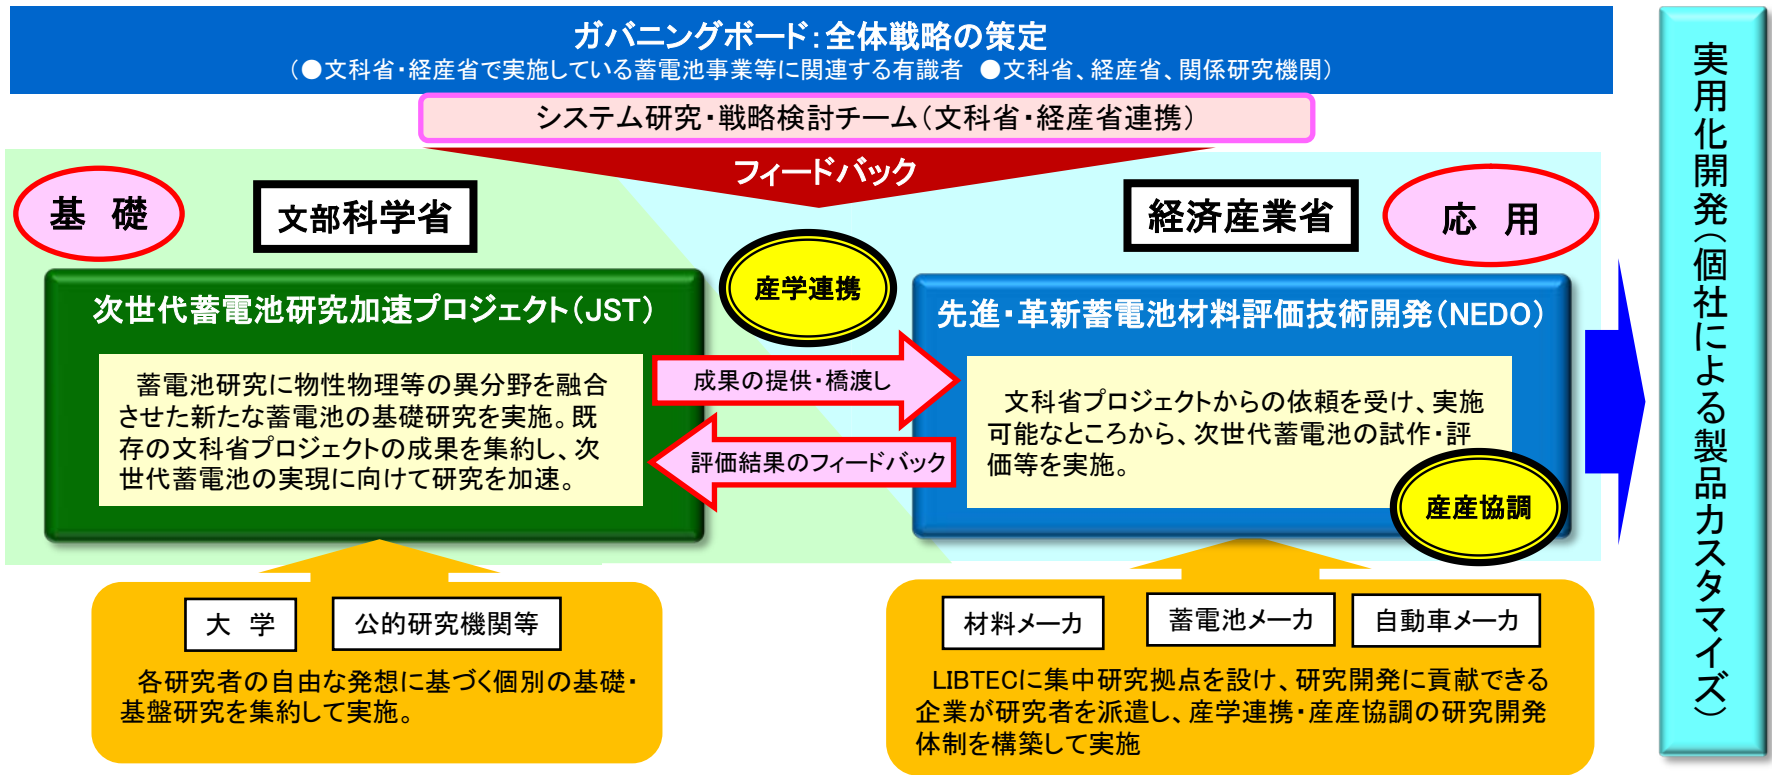 ガバニングボード：全体戦略の策定
（●文科省・経産省で実施している蓄電池事業等に関連する有識者　●文科省、経産省、関係研究機関）
システム研究・戦略検討チーム（文科省・経産省連携）
フィードバック
基　礎
文部科学省
経済産業省
応　用
産学連携
次世代蓄電池研究加速プロジェクト（JST）
蓄電池研究に物性物理等の異分野を融合
させた新たな蓄電池の基礎研究を実施。既
存の文科省プロジェクトの成果を集約し、次
世代蓄電池の実現に向けて研究を加速。
成果の提供・橋渡し
評価結果のフィードバック
先進・革新蓄電池材料評価技術開発（NEDO）
文科省プロジェクトからの依頼を受け、実施
可能なところから、次世代蓄電池の試作・評
価等を実施。
産産協調
大　学
公的研究機関等
各研究者の自由な発想に基づく個別の基礎・
基盤研究を集約して実施。
材料メーカ
蓄電池メーカ
自動車メーカ
LIBTECに集中研究拠点を設け、研究開発に貢献できる
企業が研究者を派遣し、産学連携・産産協調の研究開発
体制を構築して実施
実用化開発（個社による製品カスタマイズ）